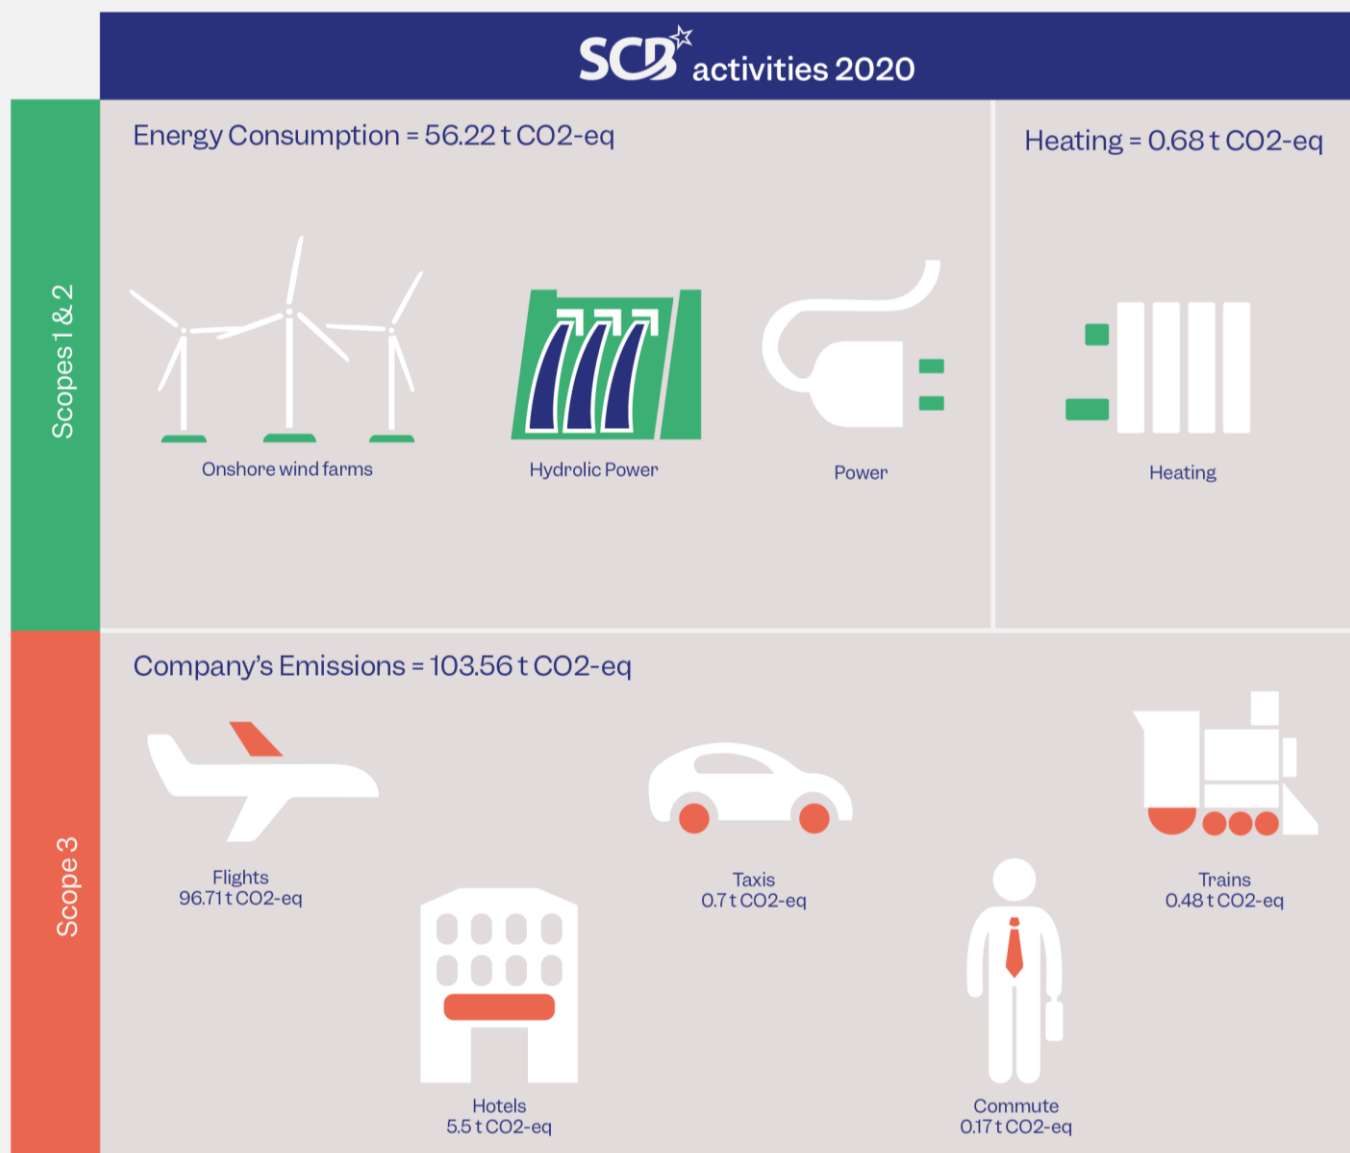 SCB activities 2020
Scopes 1 & 2
Energy Consumption = 56.22 t CO2-eq
Heating = 0.68 t CO2-eq
Onshore wind farms
Hydrolic Power
Power
Heating
Scope 3
Company’s Emissions = 103.56 t CO2-eq
Flights
96.71 t CO2-eq
Taxis
0.7 t CO2-eq
Trains
0.48 t CO2-eq
Hotels
5.5 t CO2-eq
Commute
0.17 t CO2-eq